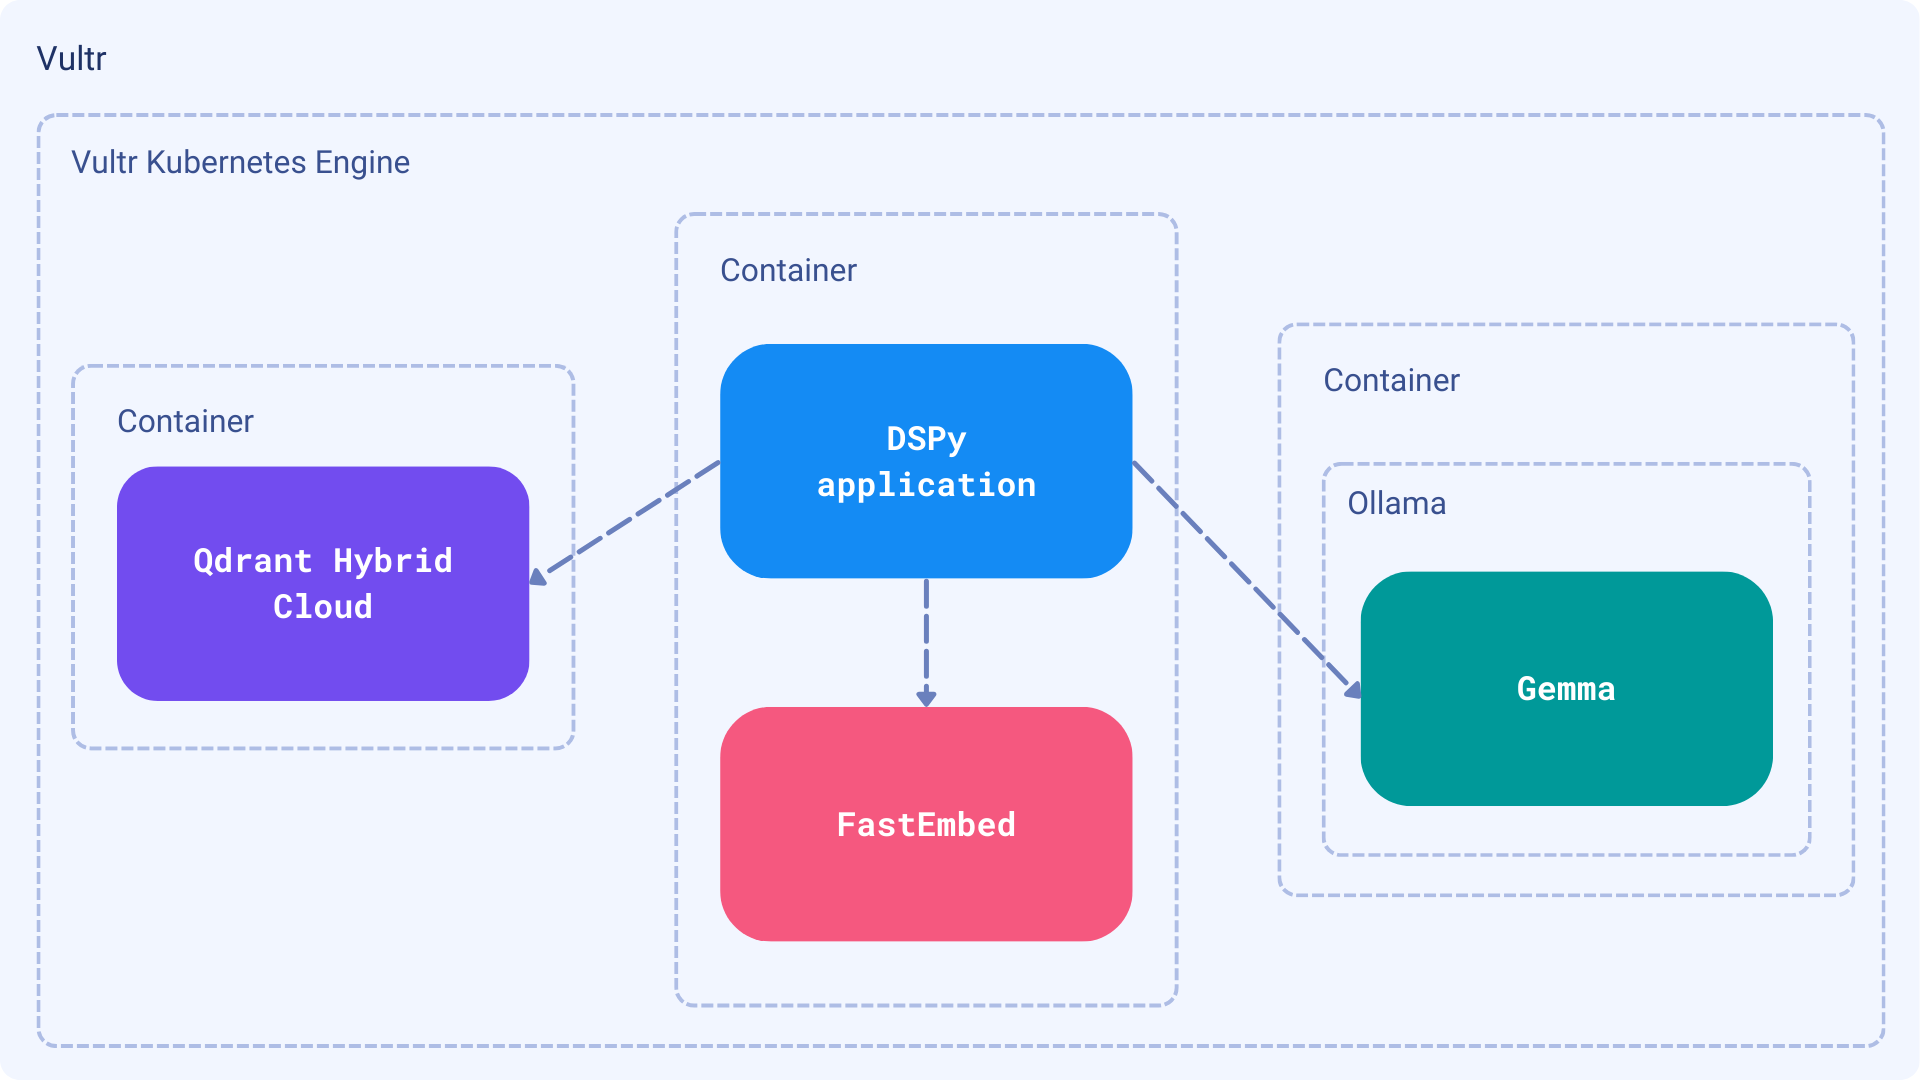 Vultr
Vultr Kubernetes Engine
Container
Qdrant Hybrid
Cloud
Container
DSPy
application
FastEmbed
Container
Ollama
Gemma